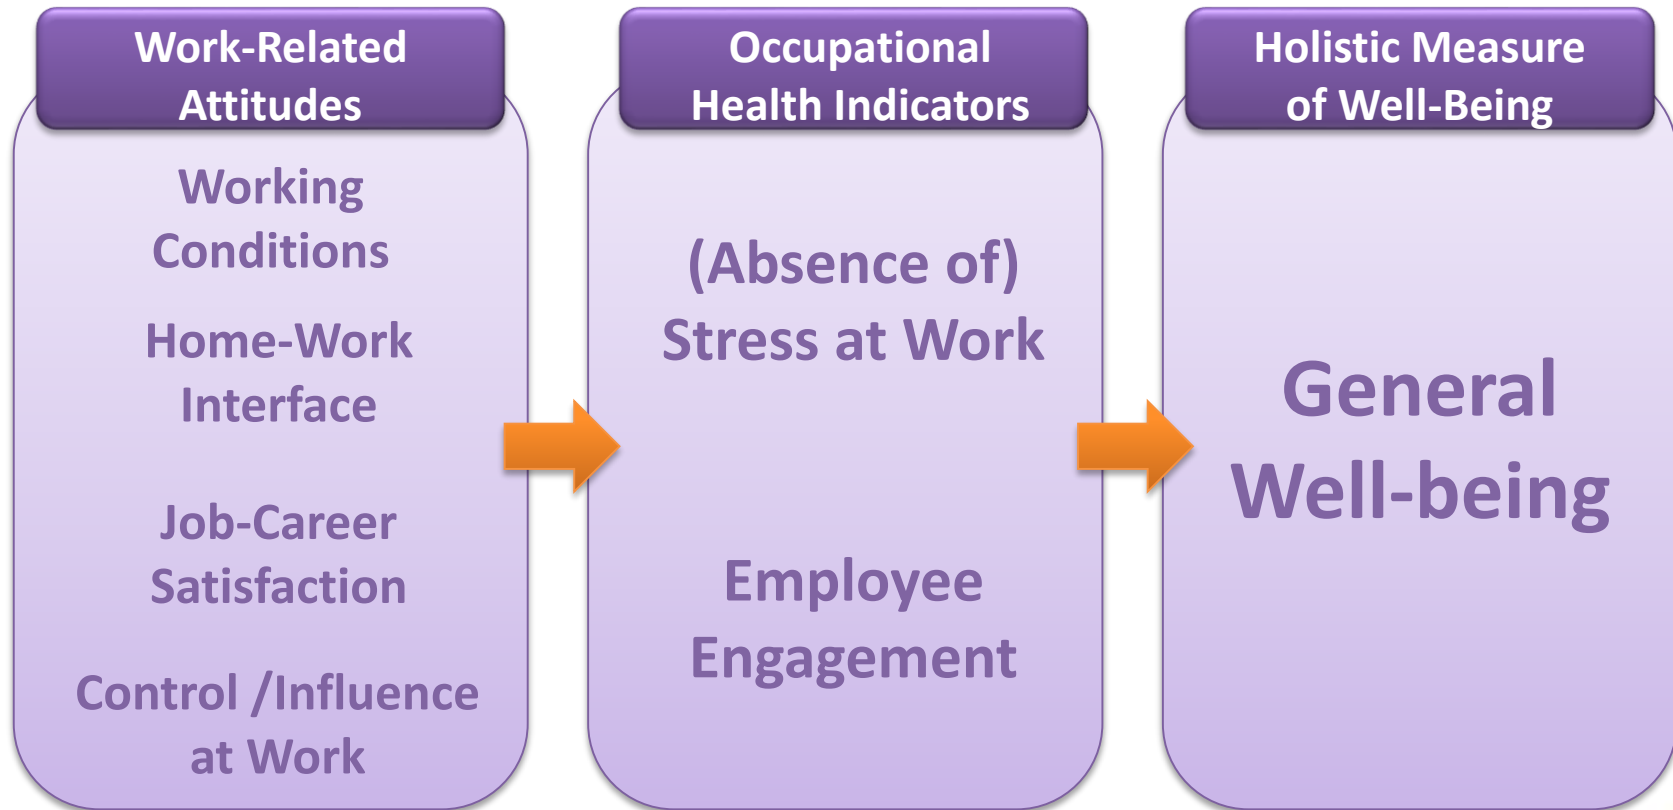 Work-Related
Attitudes
Working
Conditions
Home-Work
Interface
Job-Career
Satisfaction
Control /Influence
at Work
Occupational
Health Indicators
(Absence of)
Stress at Work
Employee
Engagement
Holistic Measure
of Well-Being
General
Well-being